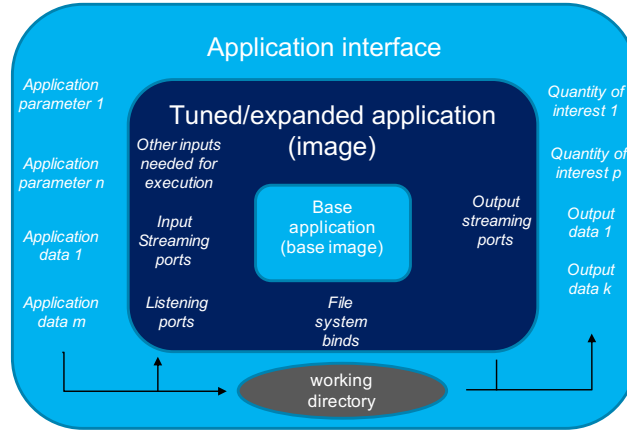 Application interface
Application
parameter 1
Application
parameter n
Application
data 1
Application
data m
Tuned/expanded application
(image)
Other inputs
needed for
execution
Input
Streaming
ports
Listening
ports
Base
application
(base image)
File
system
binds
Output
streaming
ports
Quantity of
interest 1
Quantity of
interest p
Output
data 1
Output
data k
working
directory